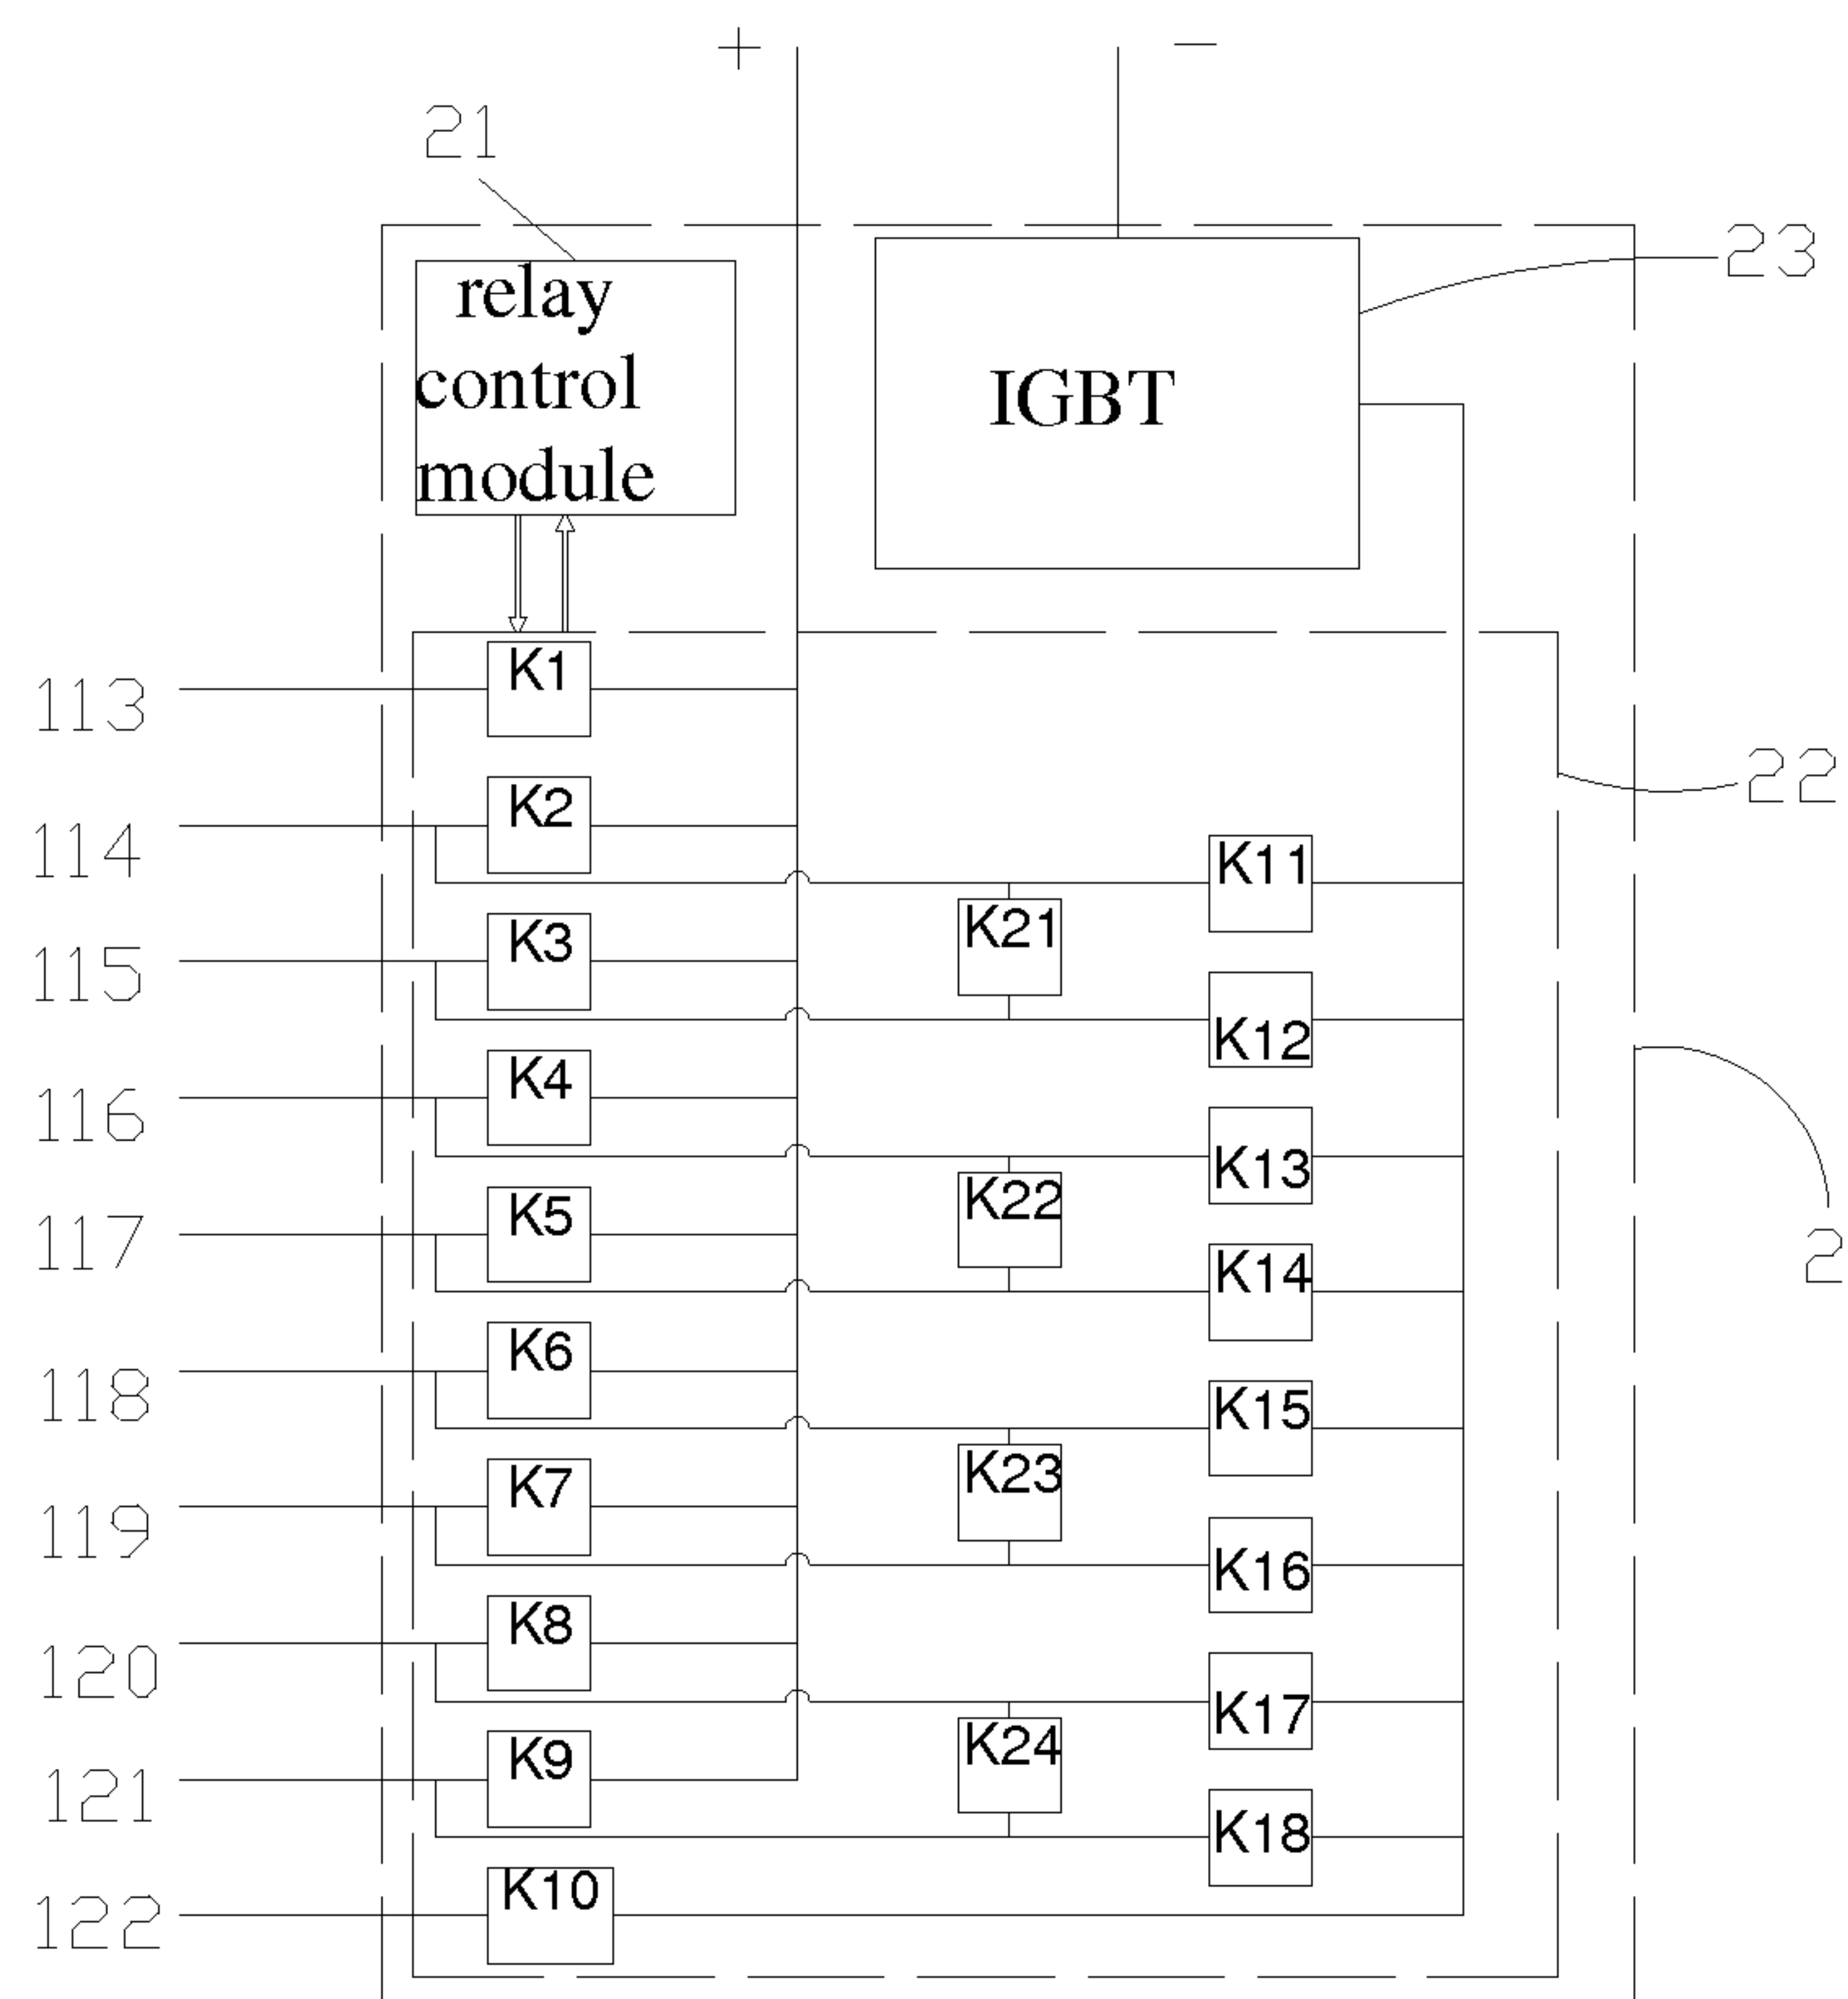 + −
21
23
relay
control
module
IGBT
K1
113
22
K2
114
K11
K21
K3
115
K12
K4
116
K13
K22
K5
117
2
K14
K6
118
K15
K23
K7
119
K16
K8
120
K17
K24
K9
121
K18
K10
122